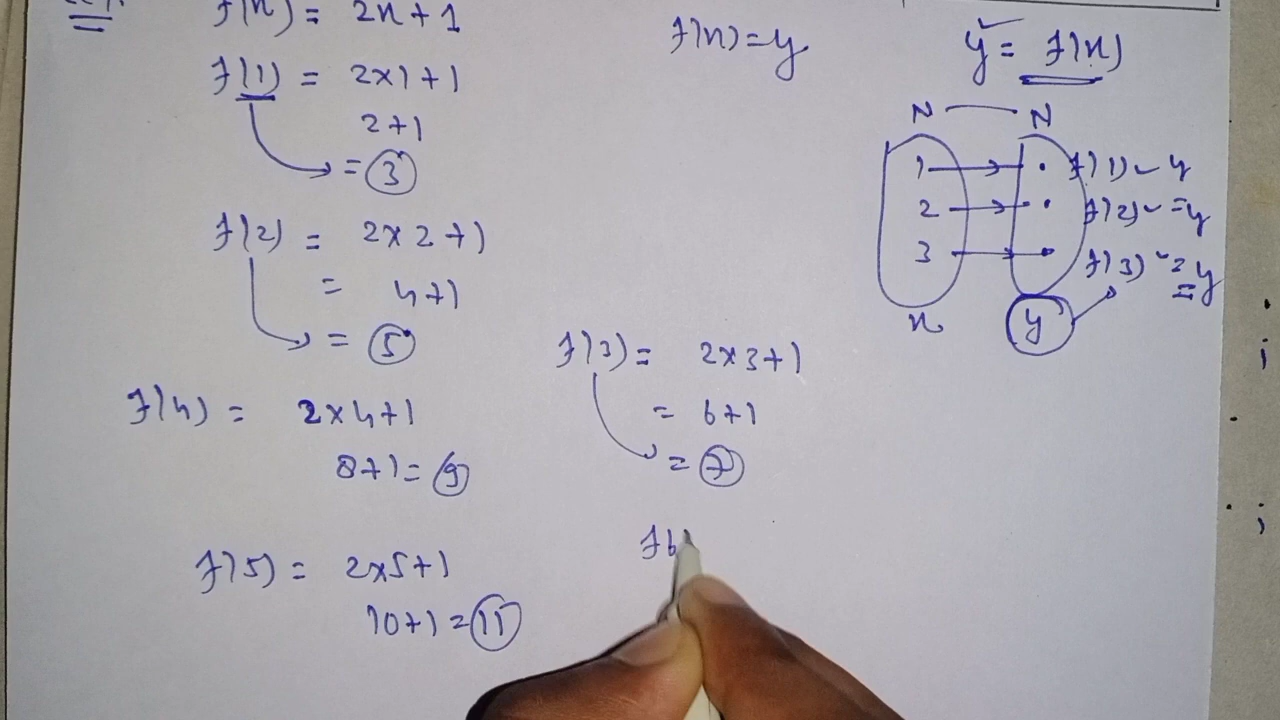 f(x) = 2x+1
f(1) = 2×1+1
2+1
= 3
f(2) = 2×2+1
= 4+1
= 5
f(4) = 2×4+1
8+1 = 9
f(5) = 2×5+1
10+1 = 11
f(x) = y
f(3) = 2×3+1
= 6+1
= 7
f6
y = f(x)
N N
1 f(1) y
2 f(2) = y
3 f(3) = y
x y